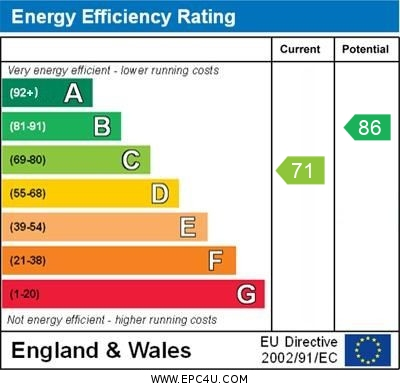 Energy Efficiency Rating
Current Potential
Very energy efficient - lower running costs
(92+) A
(81-91) B
86
(69-80) C
71
(55-68) D
(39-54) E
(21-38) F
(1-20) G
Not energy efficient - higher running costs
England & Wales
EU Directive
2002/91/EC
WWW.EPC4U.COM